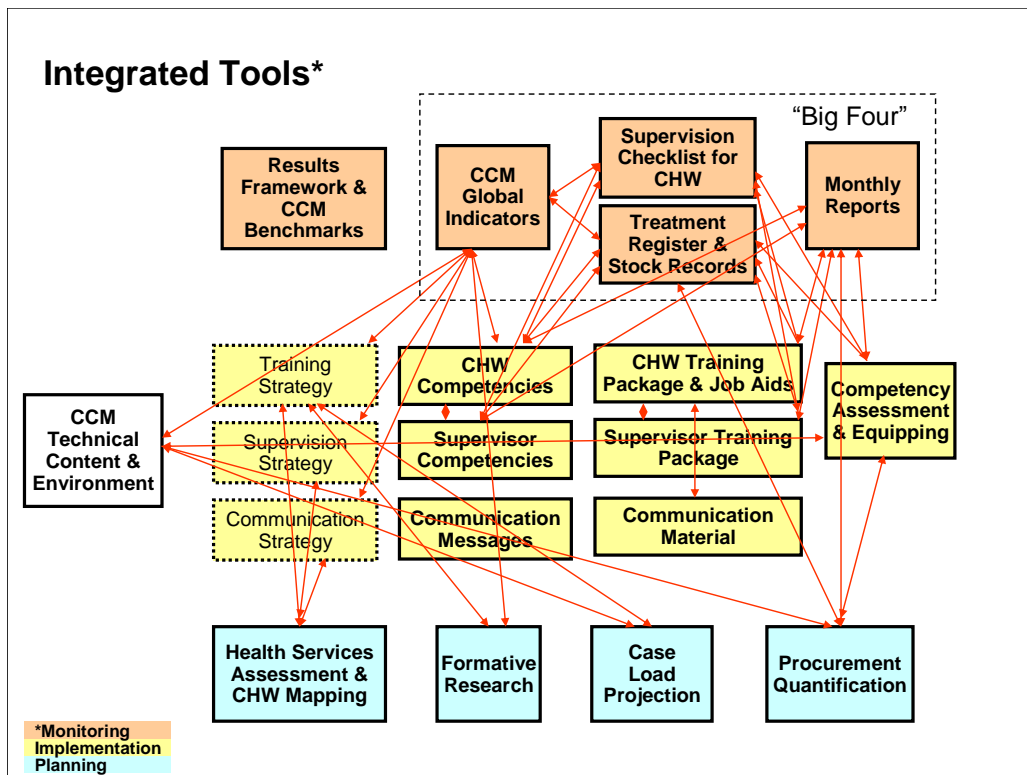 Integrated Tools*
“Big Four”
Results
Framework &
CCM
Benchmarks
CCM
Global
Indicators
Supervision
Checklist for
CHW
Treatment
Register &
Stock Records
Monthly
Reports
Training
Strategy
CHW
Competencies
CHW Training
Package & Job Aids
Competency
Assessment
& Equipping
CCM
Technical
Content &
Environment
Supervision
Strategy
Supervisor
Competencies
Supervisor Training
Package
Communication
Strategy
Communication
Messages
Communication
Material
Health Services
Assessment &
CHW Mapping
Formative
Research
Case
Load
Projection
Procurement
Quantification
*Monitoring
Implementation
Planning